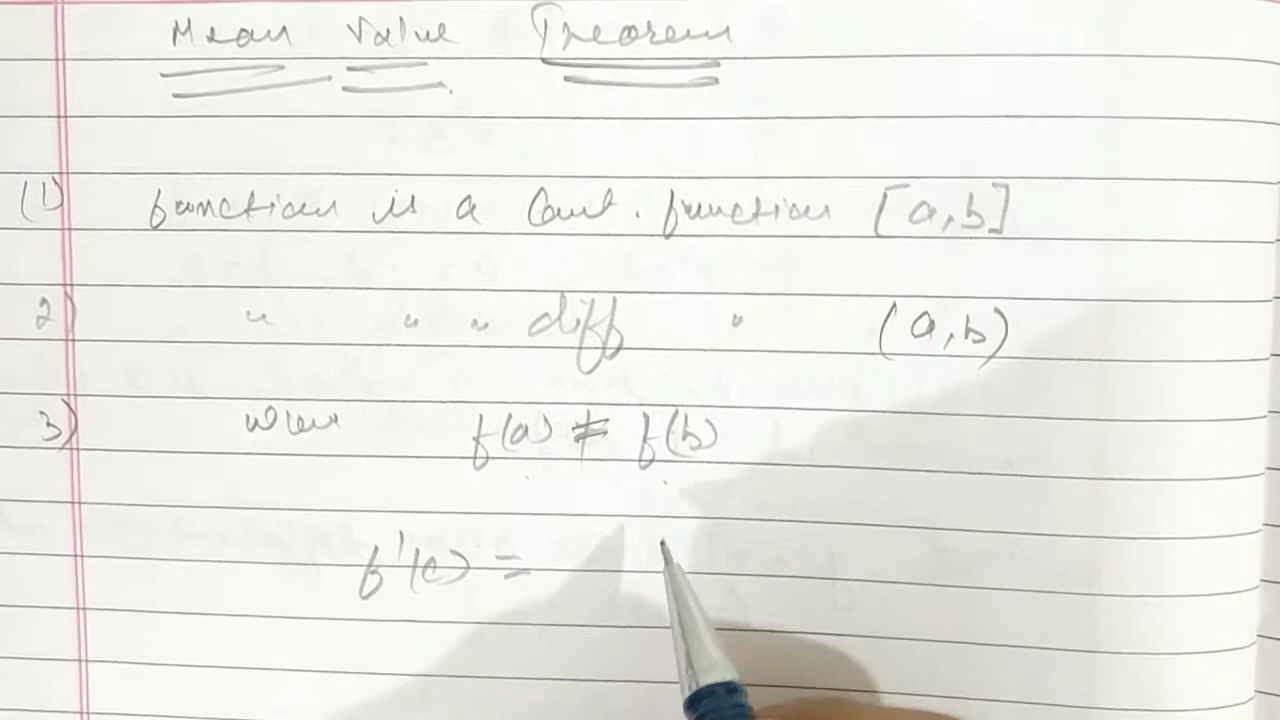 Mean Value Theorem
(1) function is a Cont. function [a,b]
2) " " " diff " (a,b)
3) when f(a) ≠ f(b)
f'(c) =